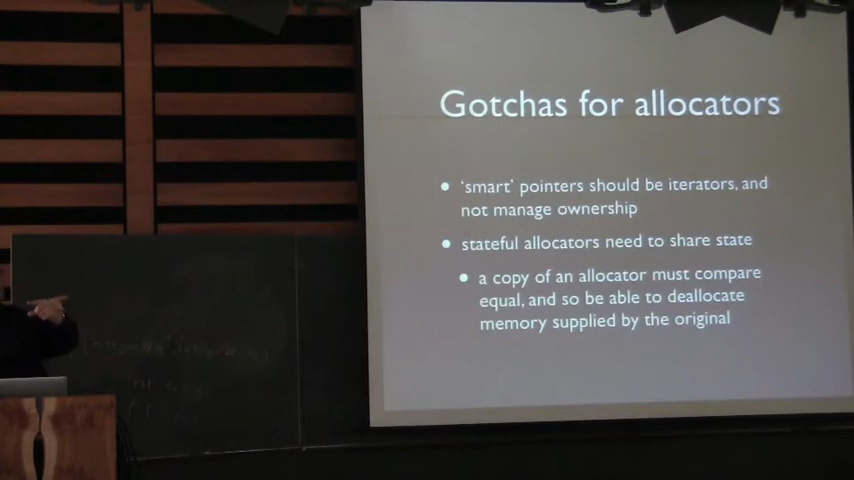 Gotchas for allocators
• 'smart' pointers should be iterators, and
not manage ownership
• stateful allocators need to share state
• a copy of an allocator must compare
equal, and so be able to deallocate
memory supplied by the original